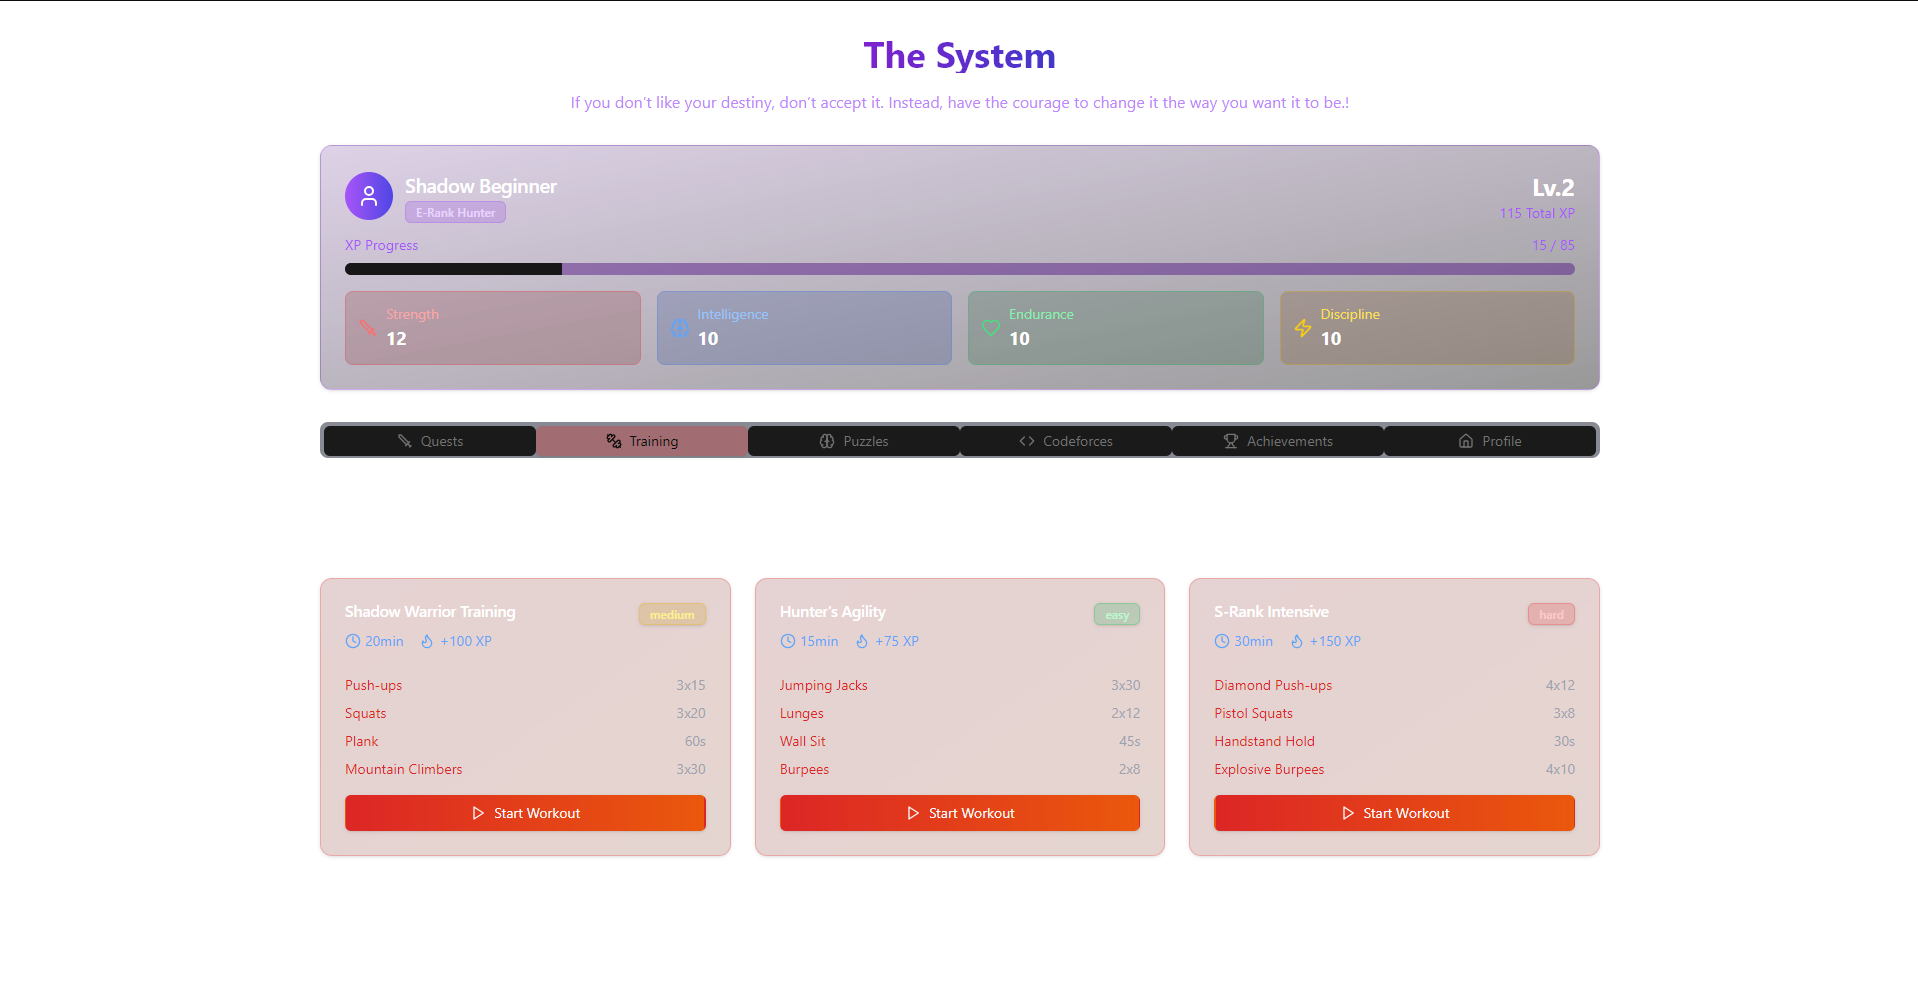 The System
If you don’t like your destiny, don’t accept it. Instead, have the courage to change it the way you want it to be.!
Shadow Beginner
E-Rank Hunter
Lv.2
115 Total XP
XP Progress
15 / 85
Strength
12
Intelligence
10
Endurance
10
Discipline
10
Quests
Training
Puzzles
Codeforces
Achievements
Profile
Shadow Warrior Training
medium
20min
+100 XP
Push-ups
3x15
Squats
3x20
Plank
60s
Mountain Climbers
3x30
Start Workout
Hunter's Agility
easy
15min
+75 XP
Jumping Jacks
3x30
Lunges
2x12
Wall Sit
45s
Burpees
2x8
Start Workout
S-Rank Intensive
hard
30min
+150 XP
Diamond Push-ups
4x12
Pistol Squats
3x8
Handstand Hold
30s
Explosive Burpees
4x10
Start Workout